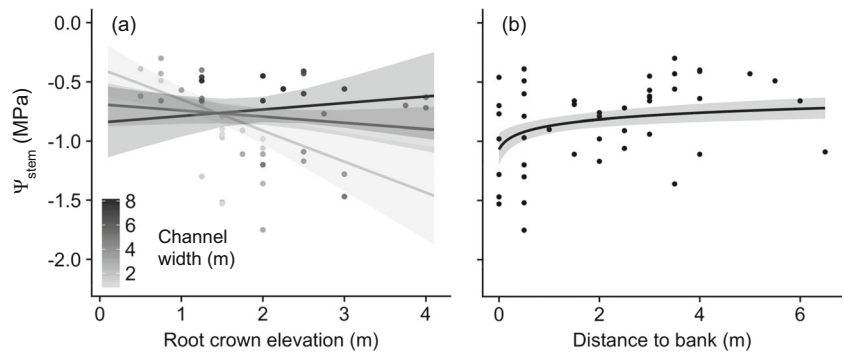 (a)
(b)
0.0
-0.5
-1.0
-1.5
-2.0
Ψstem (MPa)
8
6
4
2
Channel
width (m)
0 1 2 3 4
Root crown elevation (m)
0 2 4 6
Distance to bank (m)